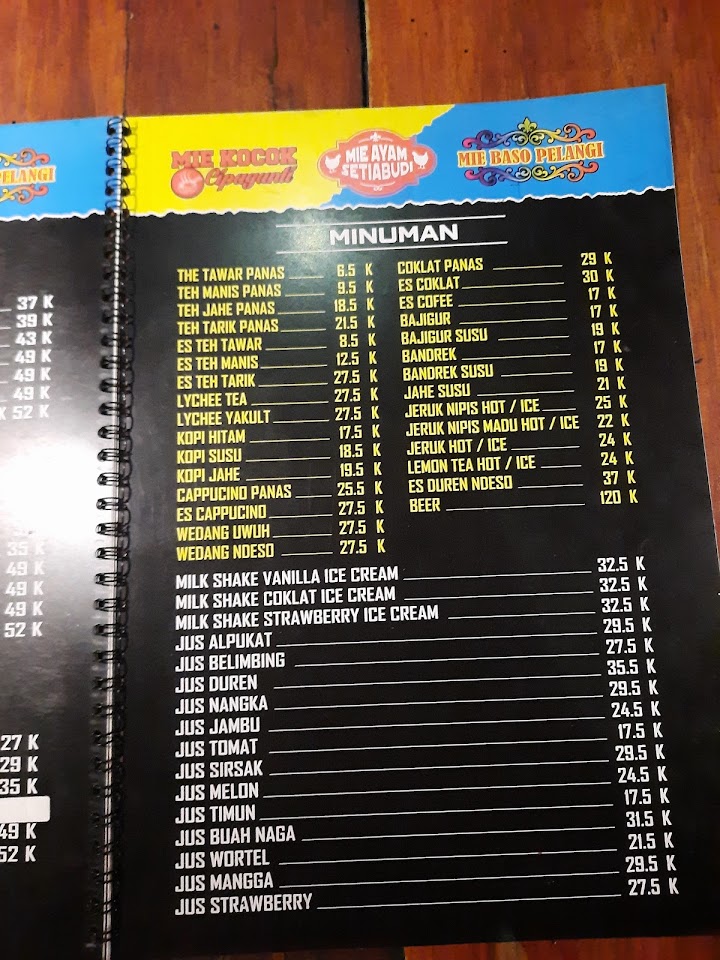 PELANGI
37 K
39 K
43 K
49 K
49 K
49 K
K 52 K
35 K
49 K
49 K
49 K
52 K
27 K
29 K
35 K
49 K
52 K
MIE KOCOK
Cipaganti
MIE AYAM
SETIABUDI
MIE BASO PELANGI
MINUMAN
THE TAWAR PANAS 6.5 K
TEH MANIS PANAS 9.5 K
TEH JAHE PANAS 18.5 K
TEH TARIK PANAS 21.5 K
ES TEH TAWAR 8.5 K
ES TEH MANIS 12.5 K
ES TEH TARIK 27.5 K
LYCHEE TEA 27.5 K
LYCHEE YAKULT 27.5 K
KOPI HITAM 17.5 K
KOPI SUSU 18.5 K
KOPI JAHE 19.5 K
CAPPUCINO PANAS 25.5 K
ES CAPPUCINO 27.5 K
WEDANG UWUH 27.5 K
WEDANG NDESO 27.5 K
COKLAT PANAS 29 K
ES COKLAT 30 K
ES COFEE 17 K
BAJIGUR 17 K
BAJIGUR SUSU 19 K
BANDREK 17 K
BANDREK SUSU 19 K
JAHE SUSU 21 K
JERUK NIPIS HOT / ICE 25 K
JERUK NIPIS MADU HOT / ICE 22 K
JERUK HOT / ICE 24 K
LEMON TEA HOT / ICE 24 K
ES DUREN NDESO 37 K
BEER 120 K
MILK SHAKE VANILLA ICE CREAM 32.5 K
MILK SHAKE COKLAT ICE CREAM 32.5 K
MILK SHAKE STRAWBERRY ICE CREAM 32.5 K
JUS ALPUKAT 29.5 K
JUS BELIMBING 27.5 K
JUS DUREN 35.5 K
JUS NANGKA 29.5 K
JUS JAMBU 24.5 K
JUS TOMAT 17.5 K
JUS SIRSAK 29.5 K
JUS MELON 24.5 K
JUS TIMUN 17.5 K
JUS BUAH NAGA 31.5 K
JUS WORTEL 21.5 K
JUS MANGGA 29.5 K
JUS STRAWBERRY 27.5 K